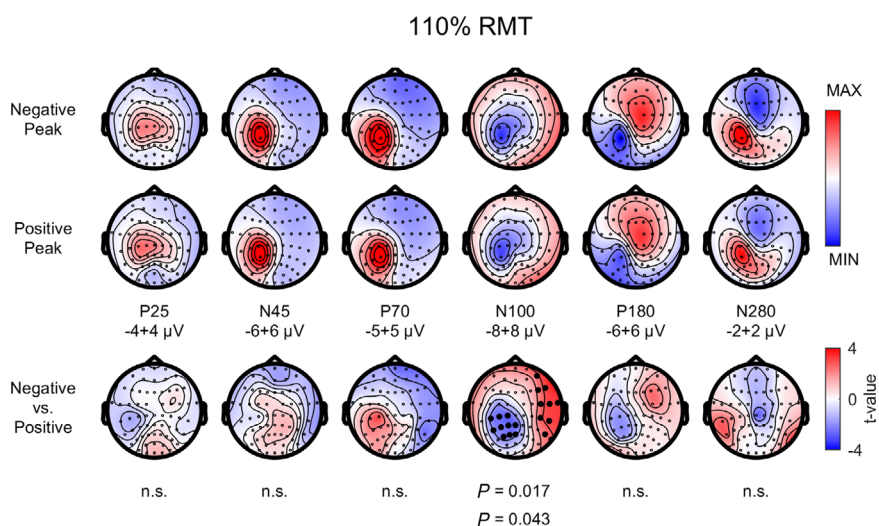 110% RMT
Negative
Peak
MAX
Positive
Peak
MIN
P25 N45 P70 N100 P180 N280
-4+4 µV -6+6 µV -5+5 µV -8+8 µV -6+6 µV -2+2 µV
Negative
vs.
Positive
4
0
-4
t-value
n.s. n.s. n.s. P = 0.017 n.s. n.s.
P = 0.043